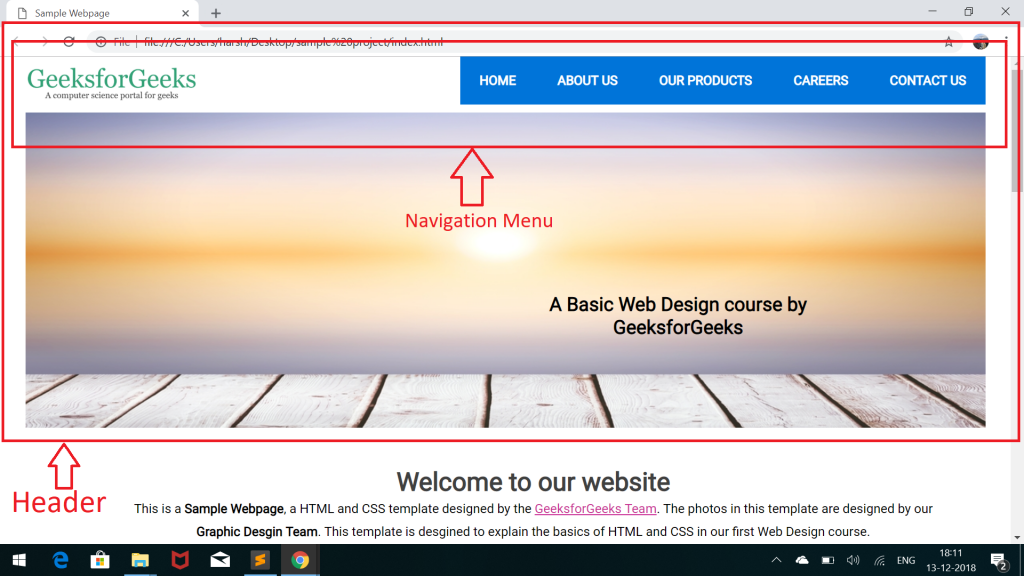 Sample Webpage
File | file:///C:/Users/harsh/Desktop/sample%20project/index.html
GeeksforGeeks
A computer science portal for geeks
HOME ABOUT US OUR PRODUCTS CAREERS CONTACT US
Navigation Menu
A Basic Web Design course by
GeeksforGeeks
Header
Welcome to our website
This is a Sample Webpage, a HTML and CSS template designed by the GeeksforGeeks Team. The photos in this template are designed by our
Graphic Desgin Team. This template is desgined to explain the basics of HTML and CSS in our first Web Design course.
ENG
18:11
13-12-2018
2